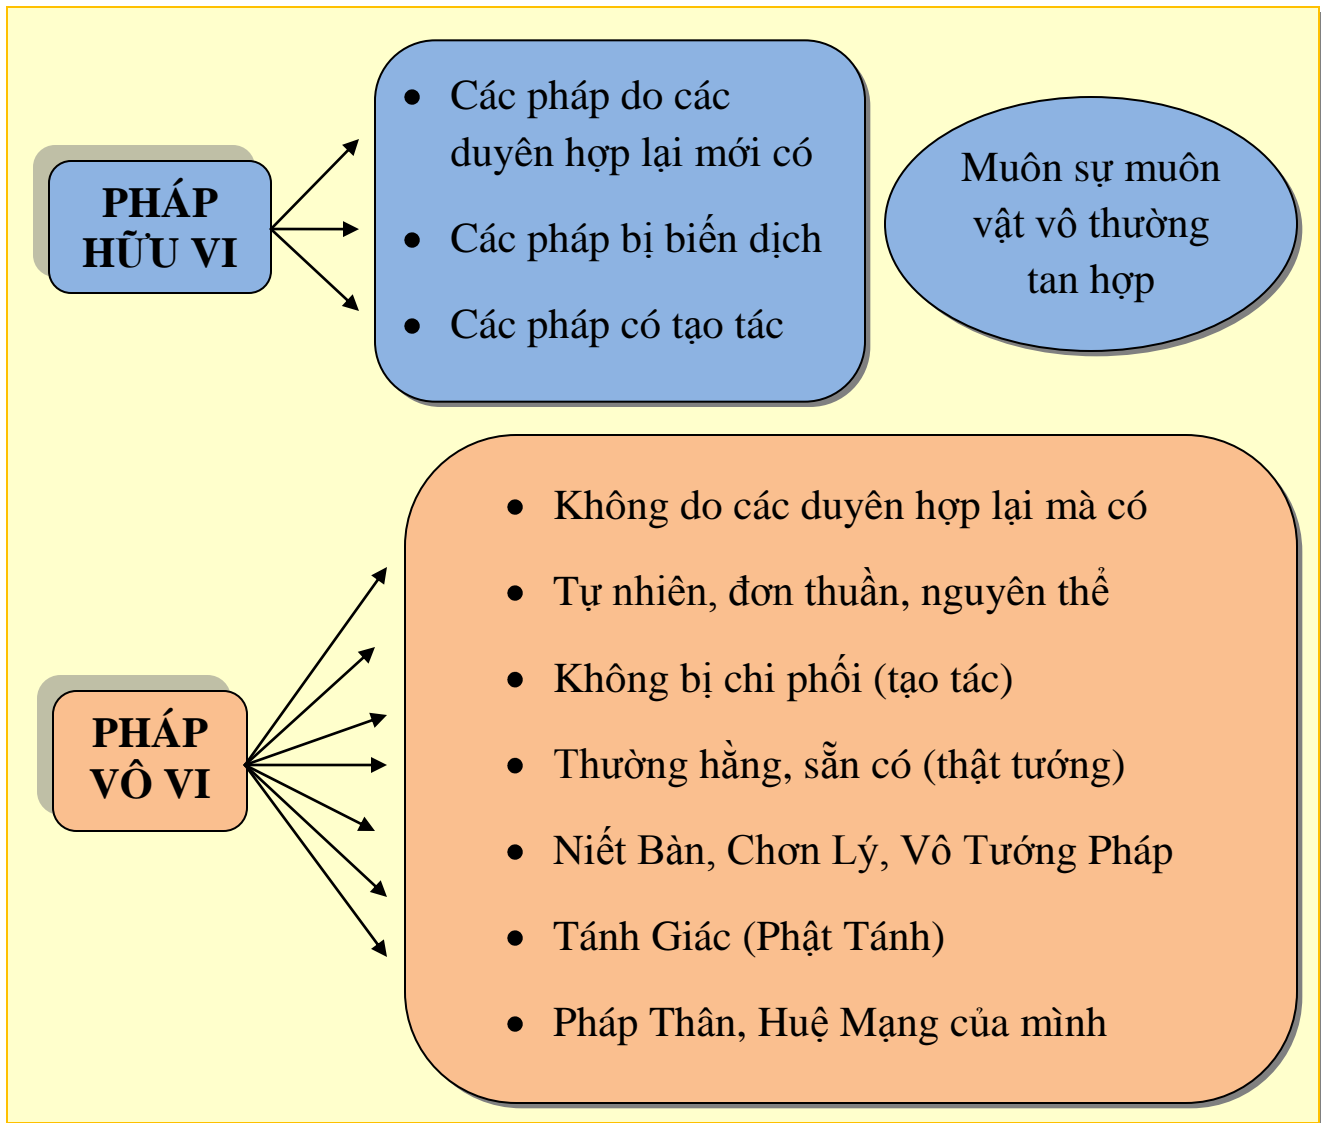 PHÁP
HỮU VI
• Các pháp do các
duyên hợp lại mới có
• Các pháp bị biến dịch
• Các pháp có tạo tác
Muôn sự muôn
vật vô thường
tan hợp
PHÁP
VÔ VI
• Không do các duyên hợp lại mà có
• Tự nhiên, đơn thuần, nguyên thể
• Không bị chi phối (tạo tác)
• Thường hằng, sẵn có (thật tướng)
• Niết Bàn, Chơn Lý, Vô Tướng Pháp
• Tánh Giác (Phật Tánh)
• Pháp Thân, Huệ Mạng của mình